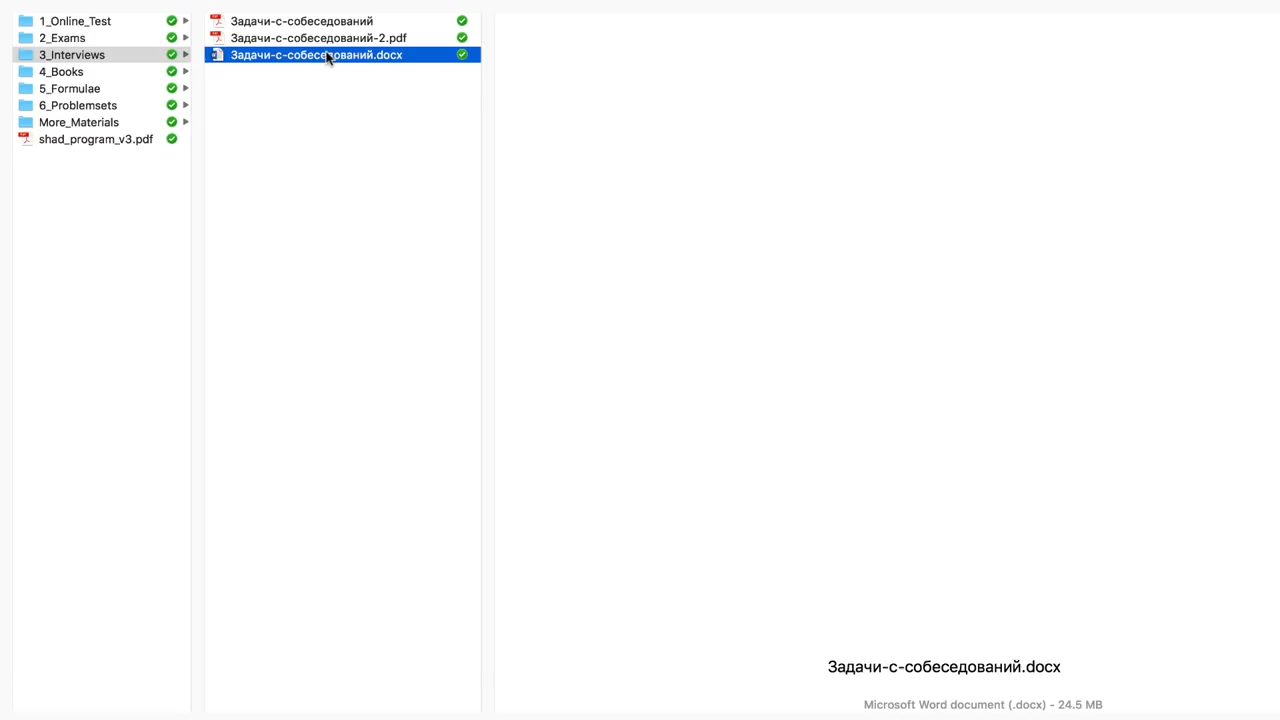 1_Online_Test
2_Exams
3_Interviews
4_Books
5_Formulae
6_Problemsets
More_Materials
shad_program_v3.pdf
Задачи-с-собеседований
Задачи-с-собеседований-2.pdf
Задачи-с-собеседований.docx
Задачи-с-собеседований.docx
Microsoft Word document (.docx) - 24.5 MB